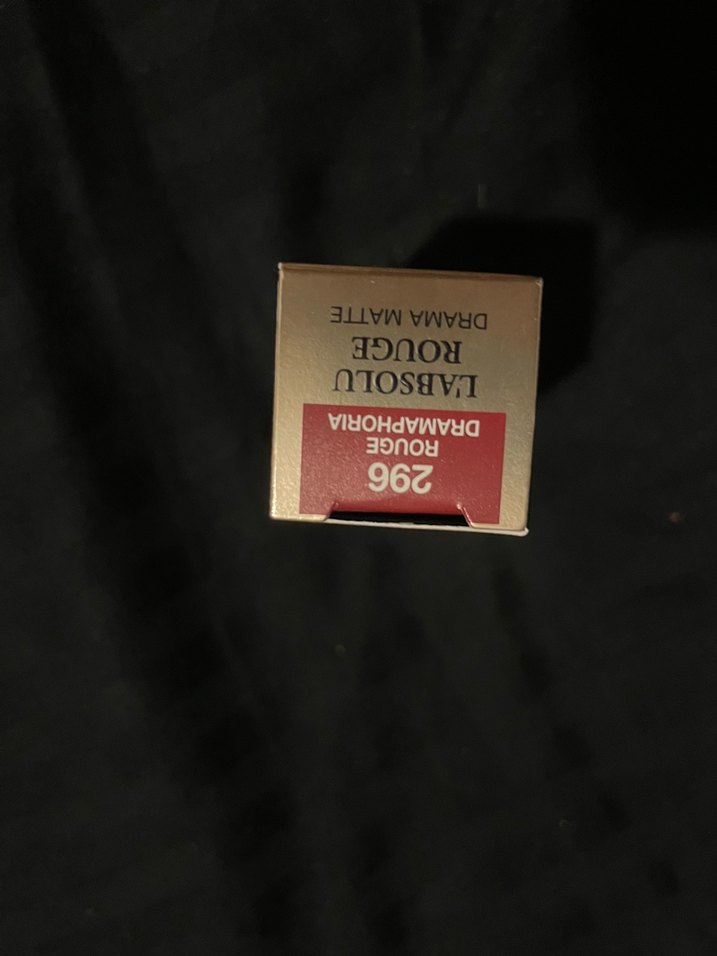 296
ROUGE
DRAMAPHORIA
L'ABSOLU
ROUGE
DRAMA MATTE